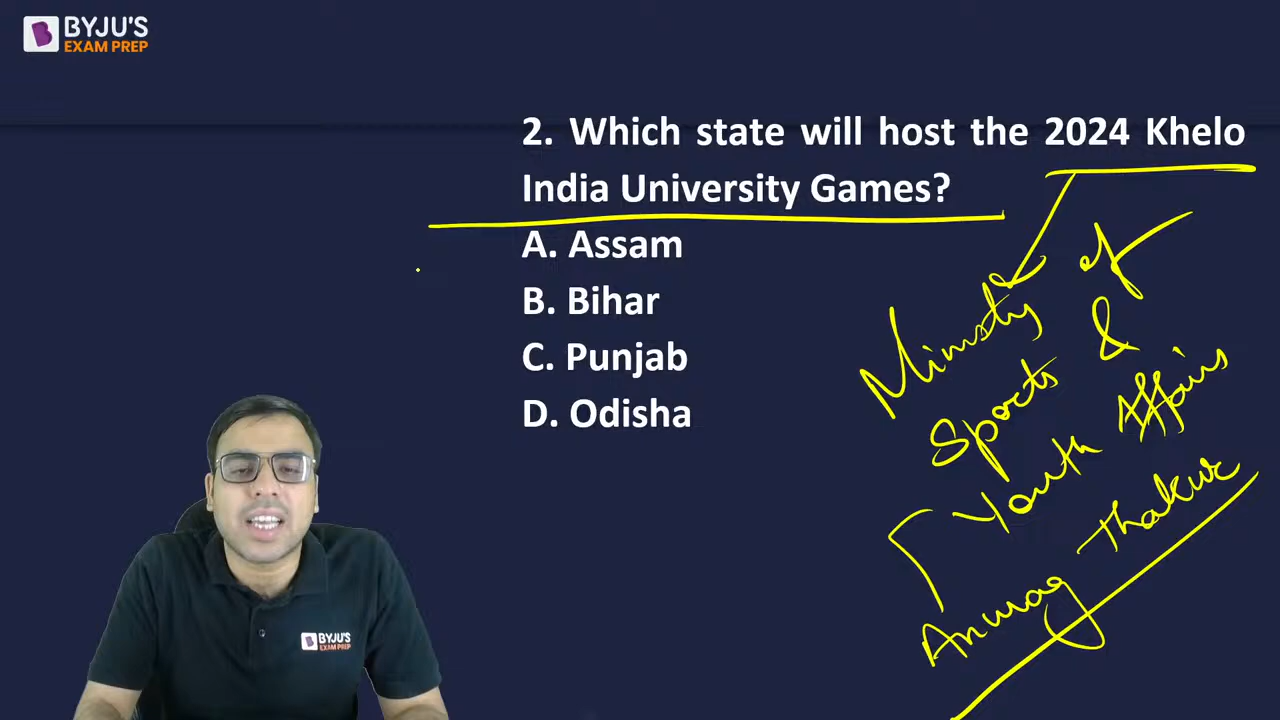 BYJU'S
EXAM PREP
2. Which state will host the 2024 Khelo
India University Games?
A. Assam
B. Bihar
C. Punjab
D. Odisha
Ministry of
Sports &
Youth Affairs
Anurag Thakur
BYJU'S
EXAM PREP